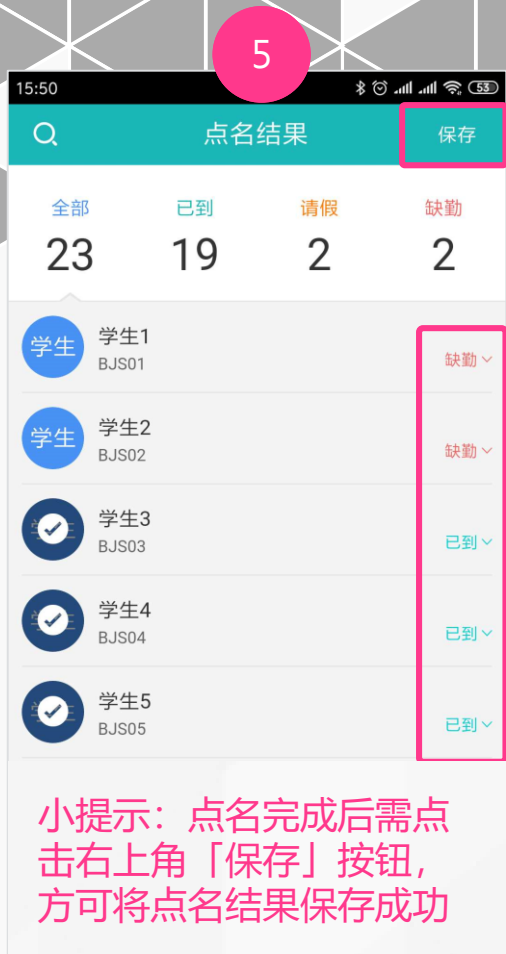 5
15:50
53
点名结果
保存
全部 已到 请假 缺勤
23 19 2 2
学生
学生1
BJS01
缺勤
学生
学生2
BJS02
缺勤
学生3
BJS03
已到
学生4
BJS04
已到
学生5
BJS05
已到
小提示：点名完成后需点
击右上角「保存」按钮，
方可将点名结果保存成功